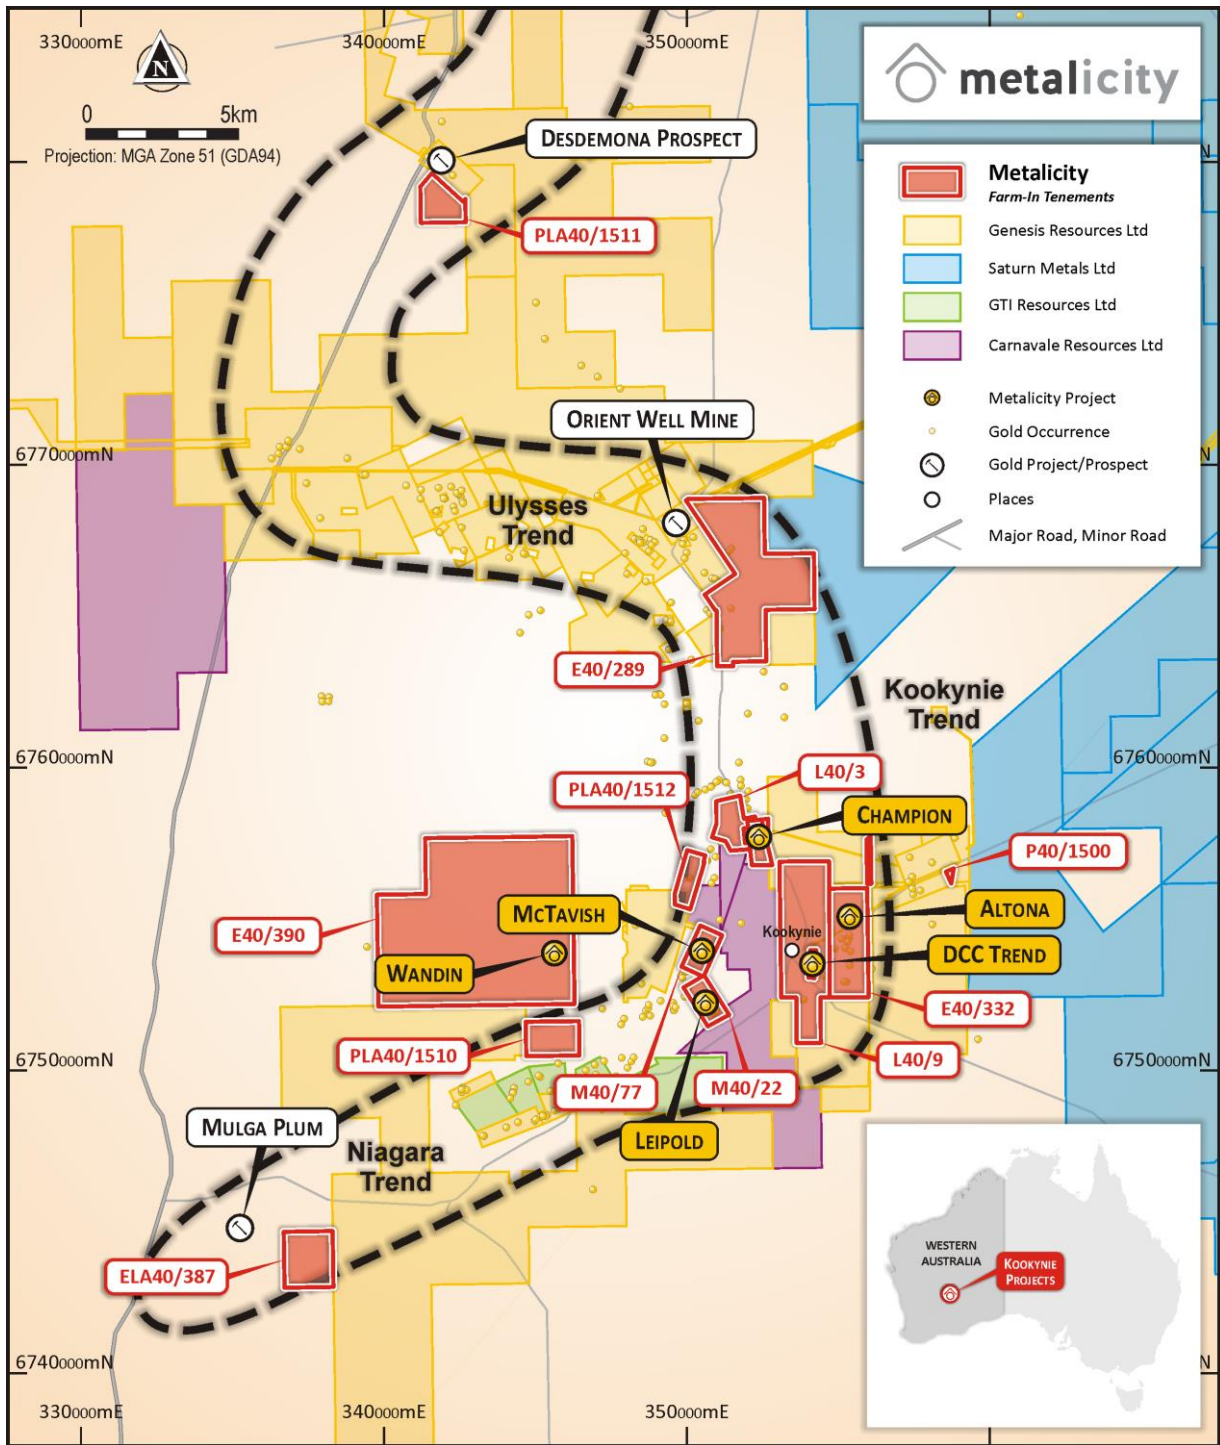 330000mE
340000mE
350000mE
N
0
5km
Projection: MGA Zone 51 (GDA94)
metalicity
DESDEMONA PROSPECT
PLA40/1511
Metalicity
Farm-In Tenements
Genesis Resources Ltd
Saturn Metals Ltd
GTI Resources Ltd
Carnavale Resources Ltd
Metalicity Project
Gold Occurrence
Gold Project/Prospect
Places
Major Road, Minor Road
N
ORIENT WELL MINE
6770000mN
N
Ulysses
Trend
E40/289
Kookynie
Trend
6760000mN
6760000mN
L40/3
PLA40/1512
CHAMPION
P40/1500
MCTAVISH
ALTONA
E40/390
Kookynie
WANDIN
DCC TREND
E40/332
PLA40/1510
L40/9
6750000mN
6750000mN
M40/77
M40/22
MULGA PLUM
LEIPOLD
Niagara
Trend
ELA40/387
WESTERN
AUSTRALIA
KOOKYNIE
PROJECTS
6740000mN
N
330000mE
340000mE
350000mE